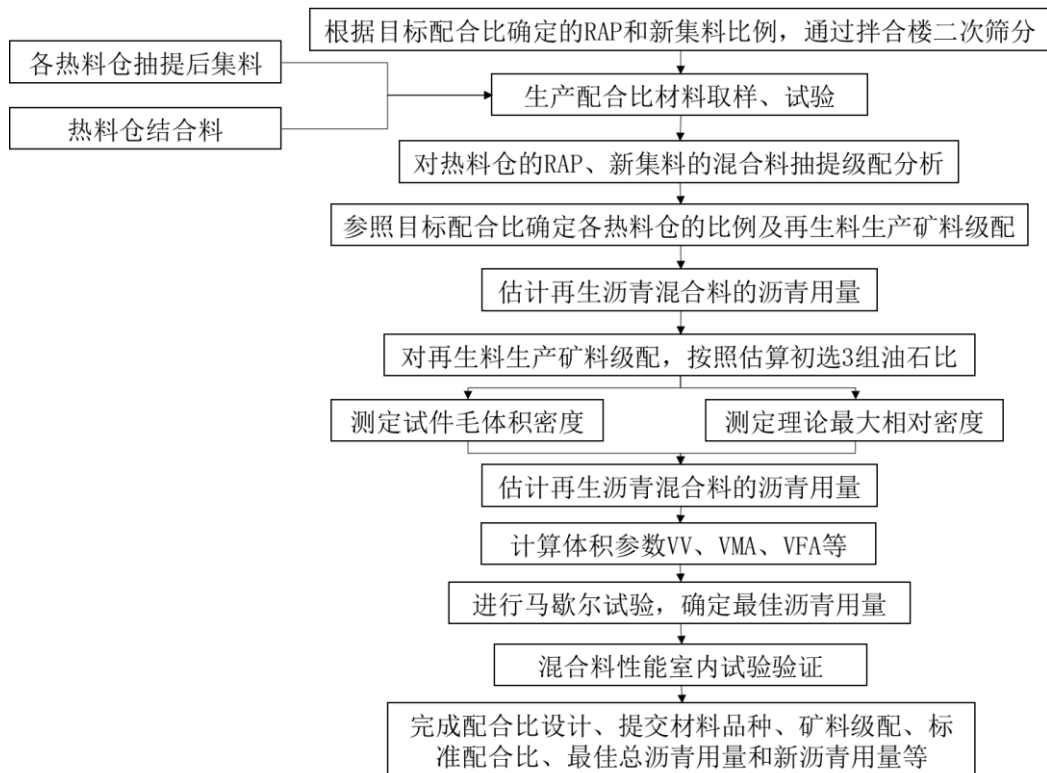 根据目标配合比确定的RAP和新集料比例，通过拌合楼二次筛分
各热料仓抽提后集料
热料仓结合料
生产配合比材料取样、试验
对热料仓的RAP、新集料的混合料抽提级配分析
参照目标配合比确定各热料仓的比例及再生料生产矿料级配
估计再生沥青混合料的沥青用量
对再生料生产矿料级配，按照估算初选3组油石比
测定试件毛体积密度
测定理论最大相对密度
估计再生沥青混合料的沥青用量
计算体积参数VV、VMA、VFA等
进行马歇尔试验，确定最佳沥青用量
混合料性能室内试验验证
完成配合比设计、提交材料品种、矿料级配、标
准配合比、最佳总沥青用量和新沥青用量等